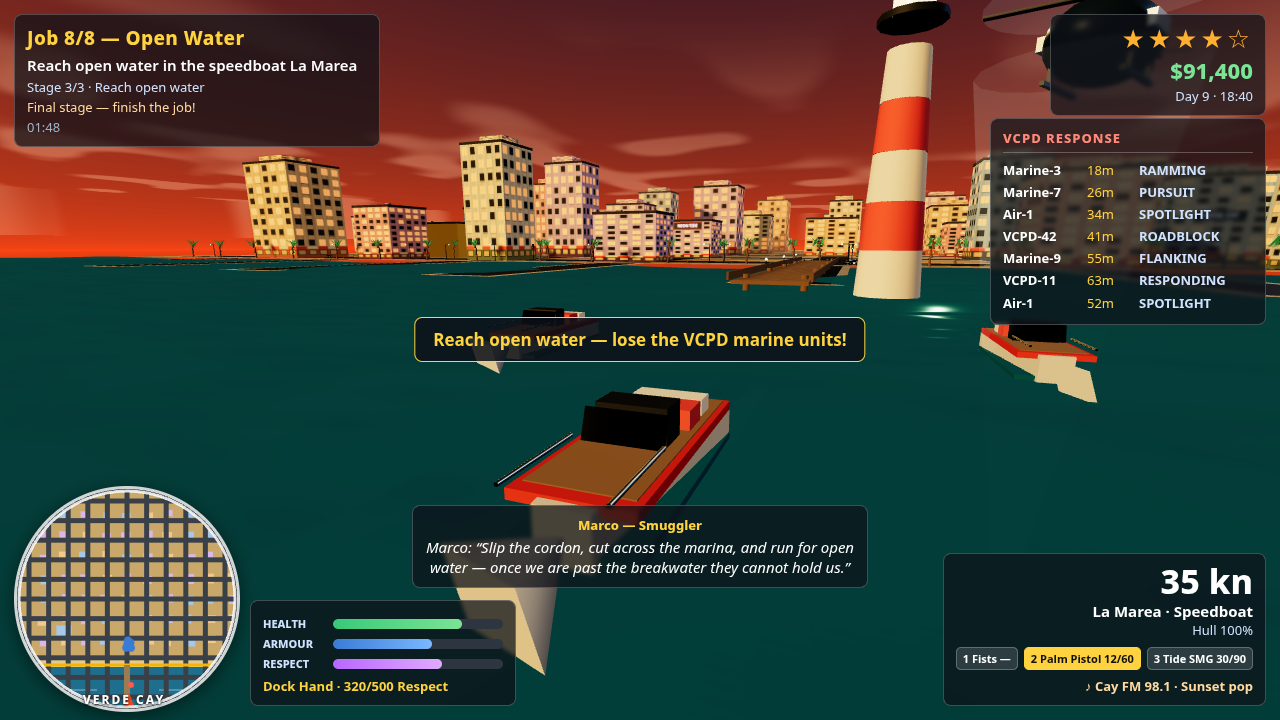 Job 8/8 — Open Water
Reach open water in the speedboat La Marea
Stage 3/3 · Reach open water
Final stage — finish the job!
01:48
★★★★☆
$91,400
Day 9 · 18:40
VCPD RESPONSE
Marine-3 18m RAMMING
Marine-7 26m PURSUIT
Air-1 34m SPOTLIGHT
VCPD-42 41m ROADBLOCK
Marine-9 55m FLANKING
VCPD-11 63m RESPONDING
Air-1 52m SPOTLIGHT
Reach open water — lose the VCPD marine units!
Marco — Smuggler
Marco: “Slip the cordon, cut across the marina, and run for open
water — once we are past the breakwater they cannot hold us.”
VERDE CAY
HEALTH
ARMOUR
RESPECT
Dock Hand · 320/500 Respect
35 kn
La Marea · Speedboat
Hull 100%
1 Fists — 2 Palm Pistol 12/60 3 Tide SMG 30/90
♪ Cay FM 98.1 · Sunset pop